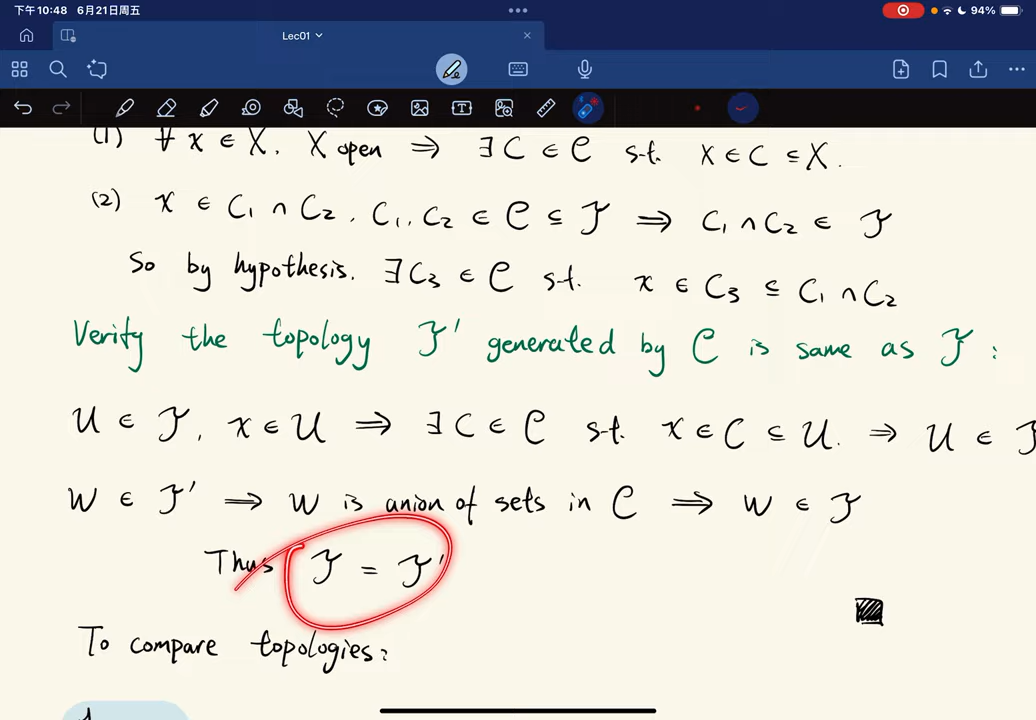 下午10:48 6月21日周五
94%
Lec01
(1) ∀ x ∈ X, X open ⇒ ∃ C ∈ 𝒞 s.t. x ∈ C ⊆ X.
(2) x ∈ C₁ ∩ C₂, C₁, C₂ ∈ 𝒞 ⊆ 𝒯 ⇒ C₁ ∩ C₂ ∈ 𝒯
So by hypothesis. ∃ C₃ ∈ 𝒞 s.t. x ∈ C₃ ⊆ C₁ ∩ C₂
Verify the topology 𝒯' generated by 𝒞 is same as 𝒯 :
U ∈ 𝒯, x ∈ U ⇒ ∃ C ∈ 𝒞 s.t. x ∈ C ⊆ U. ⇒ U ∈ 𝒯
W ∈ 𝒯' ⇒ W is anion of sets in 𝒞 ⇒ W ∈ 𝒯
Thus 𝒯 = 𝒯'
To compare topologies: